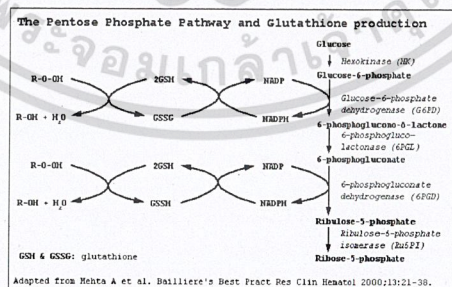 The Pentose Phosphate Pathway and Glutathione production
Glucose
Hexokinase (HK)
R-O-OH 2GSH NADP Glucose-6-phosphate
Glucose-6-phosphate
dehydrogenase (G6PD)
R-OH + H2O GSSG NADPH
6-phosphogluconο-δ-lactone
6-phosphogluco-
lactonase (6PGL)
R-O-OH 2GSH NADP 6-phosphogluconate
6-phosphogluconate
dehydrogenase (6PGD)
R-OH + H2O GSSH NADPH
Ribulose-5-phosphate
Ribulose-6-phosphate
isomerase (Ru5PI)
GSH & GSSG: glutathione Ribose-5-phosphate
Adapted from Mehta A et al. Bailliere's Best Pract Res Clin Hematol 2000;13:21-38.